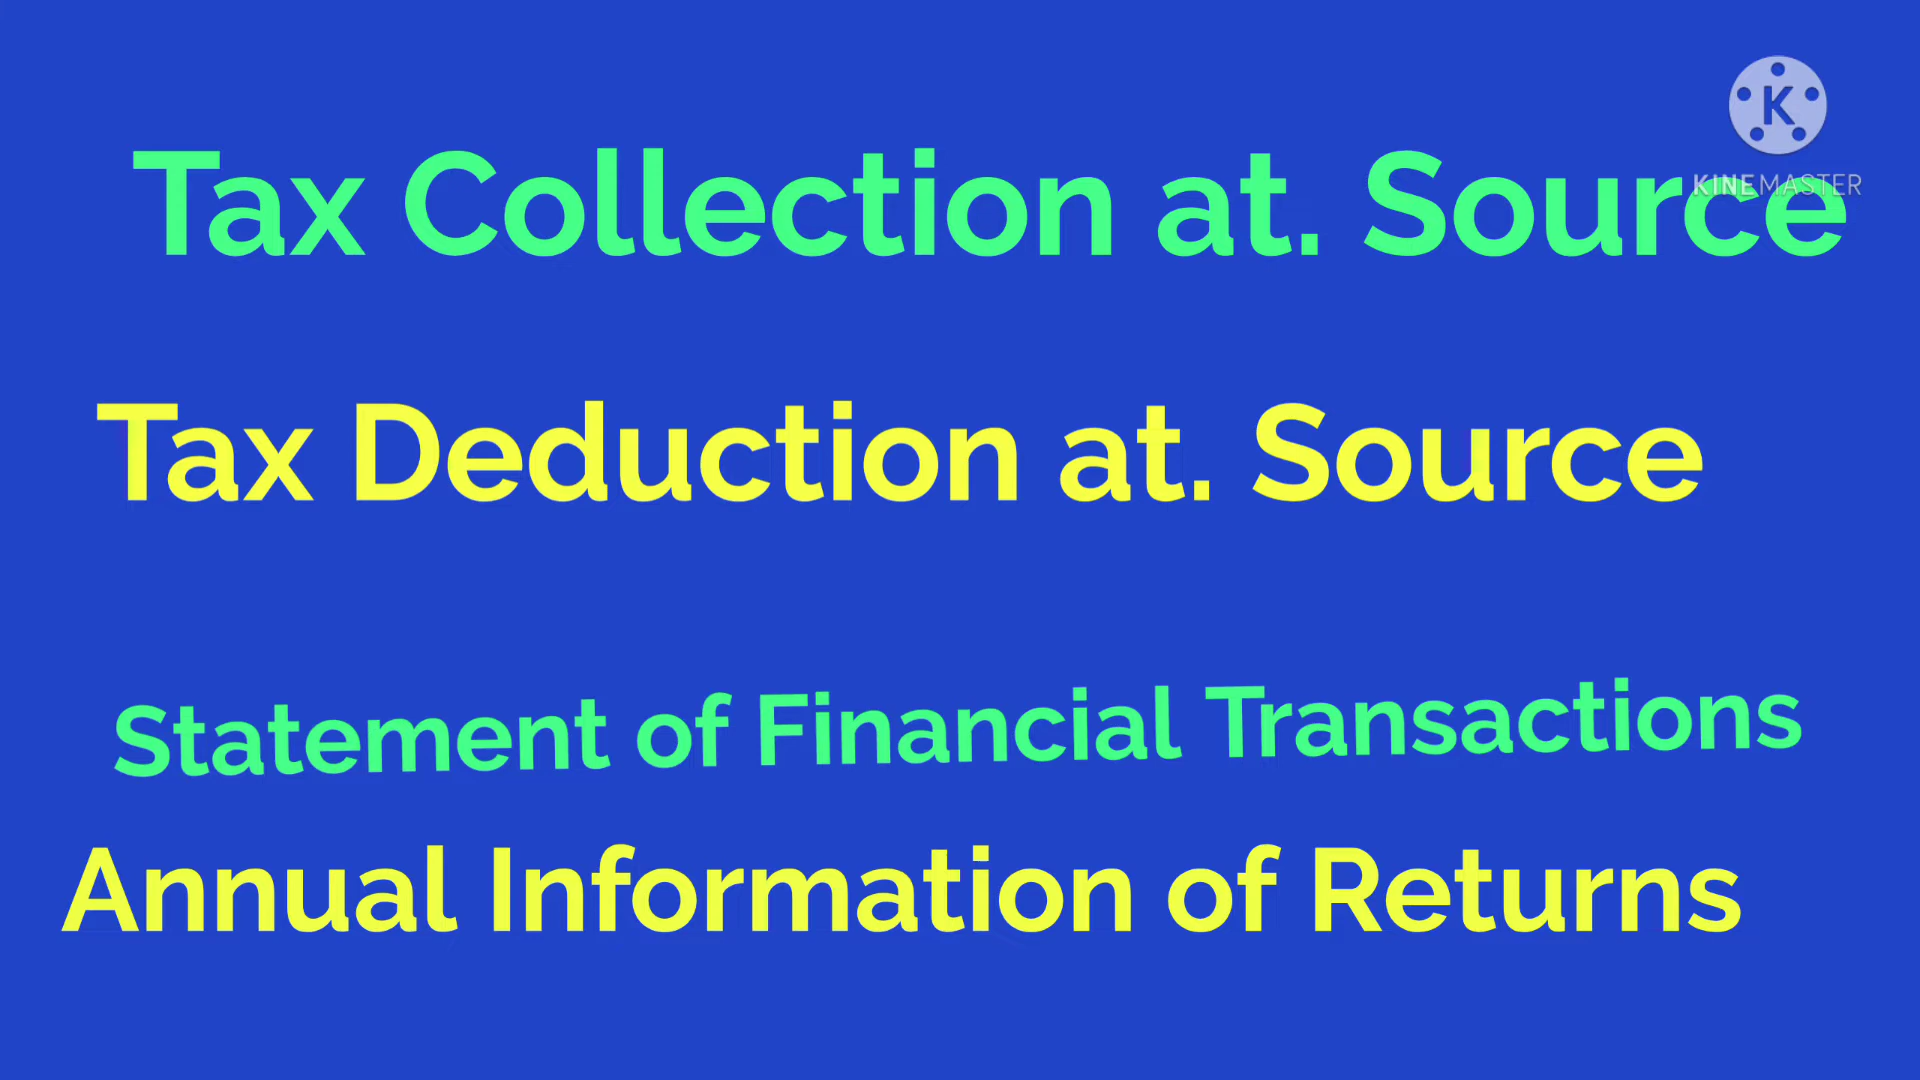 K
KINEMASTER
Tax Collection at. Source
Tax Deduction at. Source
Statement of Financial Transactions
Annual Information of Returns